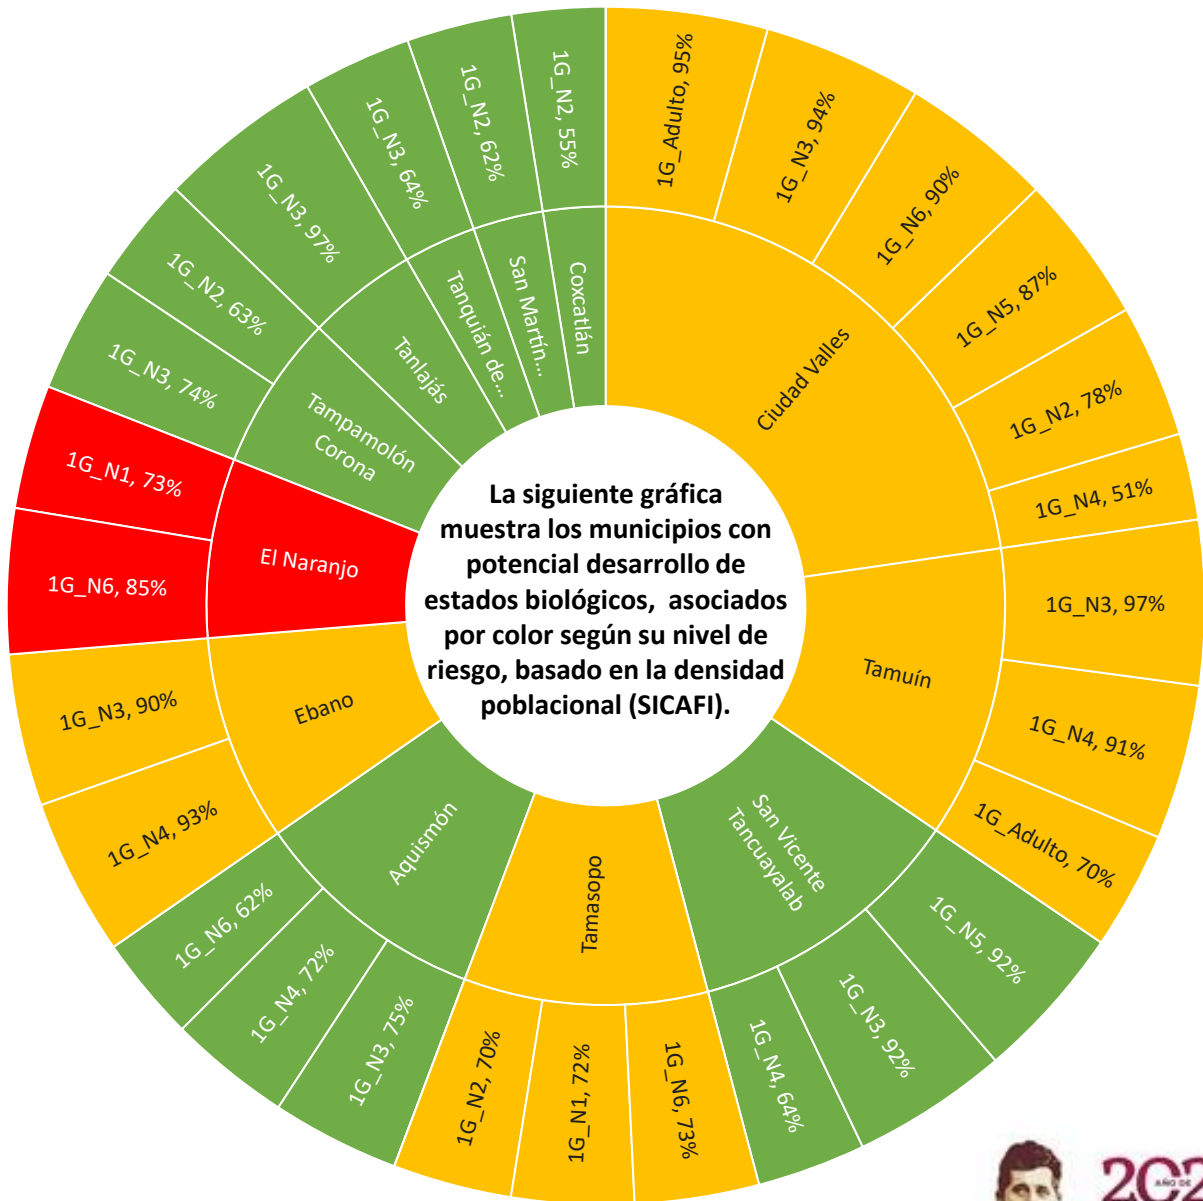 1G_Adulto, 95%
1G_N3, 94%
1G_N6, 90%
1G_N5, 87%
1G_N2, 78%
1G_N4, 51%
Ciudad Valles
1G_N3, 97%
1G_N4, 91%
1G_Adulto, 70%
Tamuín
1G_N5, 92%
1G_N3, 92%
1G_N4, 64%
San Vicente
Tancuayalab
1G_N6, 73%
1G_N1, 72%
1G_N2, 70%
Tamasopo
1G_N3, 75%
1G_N4, 72%
1G_N6, 62%
Aquismón
1G_N4, 93%
1G_N3, 90%
Ebano
1G_N6, 85%
1G_N1, 73%
El Naranjo
1G_N3, 74%
1G_N2, 63%
Tampamolón
Corona
1G_N3, 97%
Tanlajás
1G_N3, 64%
Tanquián de...
1G_N2, 62%
San Martín...
1G_N2, 55%
Coxcatlán
La siguiente gráfica
muestra los municipios con
potencial desarrollo de
estados biológicos, asociados
por color según su nivel de
riesgo, basado en la densidad
poblacional (SICAFI).
AÑO DE